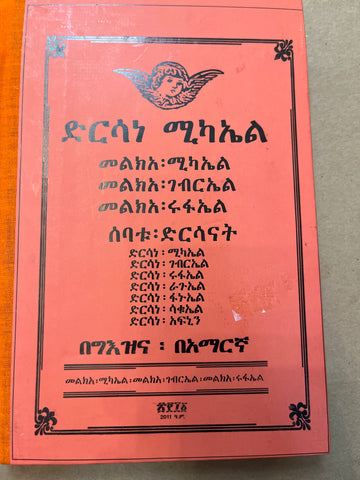 ድርሳነ ሚካኤል
መልክአ፡ሚካኤል
መልክአ፡ገብርኤል
መልክአ፡ሩፋኤል
ሰባቱ፡ድርሳናት
ድርሳነ፡ሚካኤል
ድርሳነ፡ገብርኤል
ድርሳነ፡ሩፋኤል
ድርሳነ፡ራጉኤል
ድርሳነ፡ፋኑኤል
ድርሳነ፡ሳቁኤል
ድርሳነ፡አፍኒን
በግእዝና፡በአማርኛ
መልክአ፡ሚካኤል፡መልክአ፡ገብርኤል፡መልክአ፡ሩፋኤል
፳፻፲፩
2011 ዓ.ም.